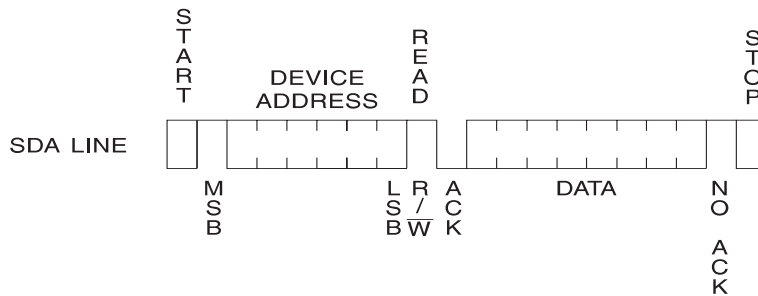 START
READ
STOP
DEVICE
ADDRESS
SDA LINE
MSB
LSB
R/W
ACK
DATA
NO ACK